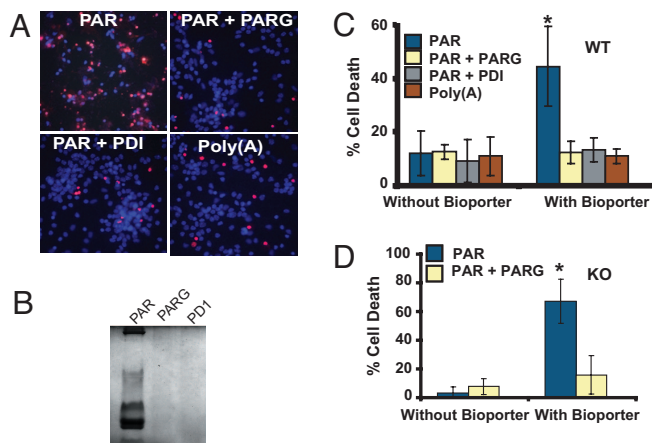 A
PAR
PAR + PARG
PAR + PDI
Poly(A)
B
PAR
PARG
PD1
C
PAR
PAR + PARG
PAR + PDI
Poly(A)
*
WT
% Cell Death
60
40
20
0
Without Bioporter
With Bioporter
D
PAR
PAR + PARG
*
KO
% Cell Death
100
80
60
40
20
0
Without Bioporter
With Bioporter